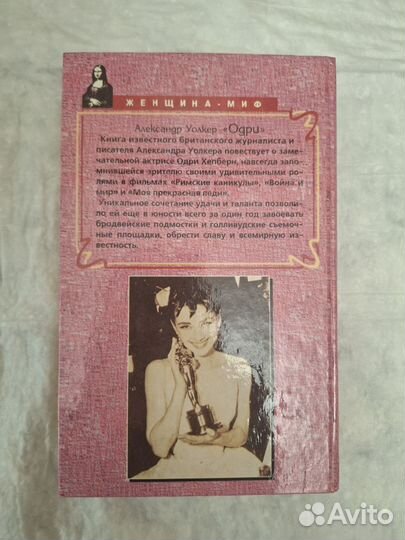 ЖЕНЩИНА-МИФ
Александр Уолкер «Одри»
Книга известного британского журналиста и
писателя Александра Уолкера повествует о заме-
чательной актрисе Одри Хепберн, навсегда запо-
мнившейся зрителю своими удивительными ро-
лями в фильмах «Римские каникулы», «Война и
мир» и «Моя прекрасная леди».
Уникальное сочетание удачи и таланта позволи-
ло ей еще в юности всего за один год завоевать
бродвейские подмостки и голливудские съемоч-
ные площадки, обрести славу и всемирную из-
вестность.
Avito